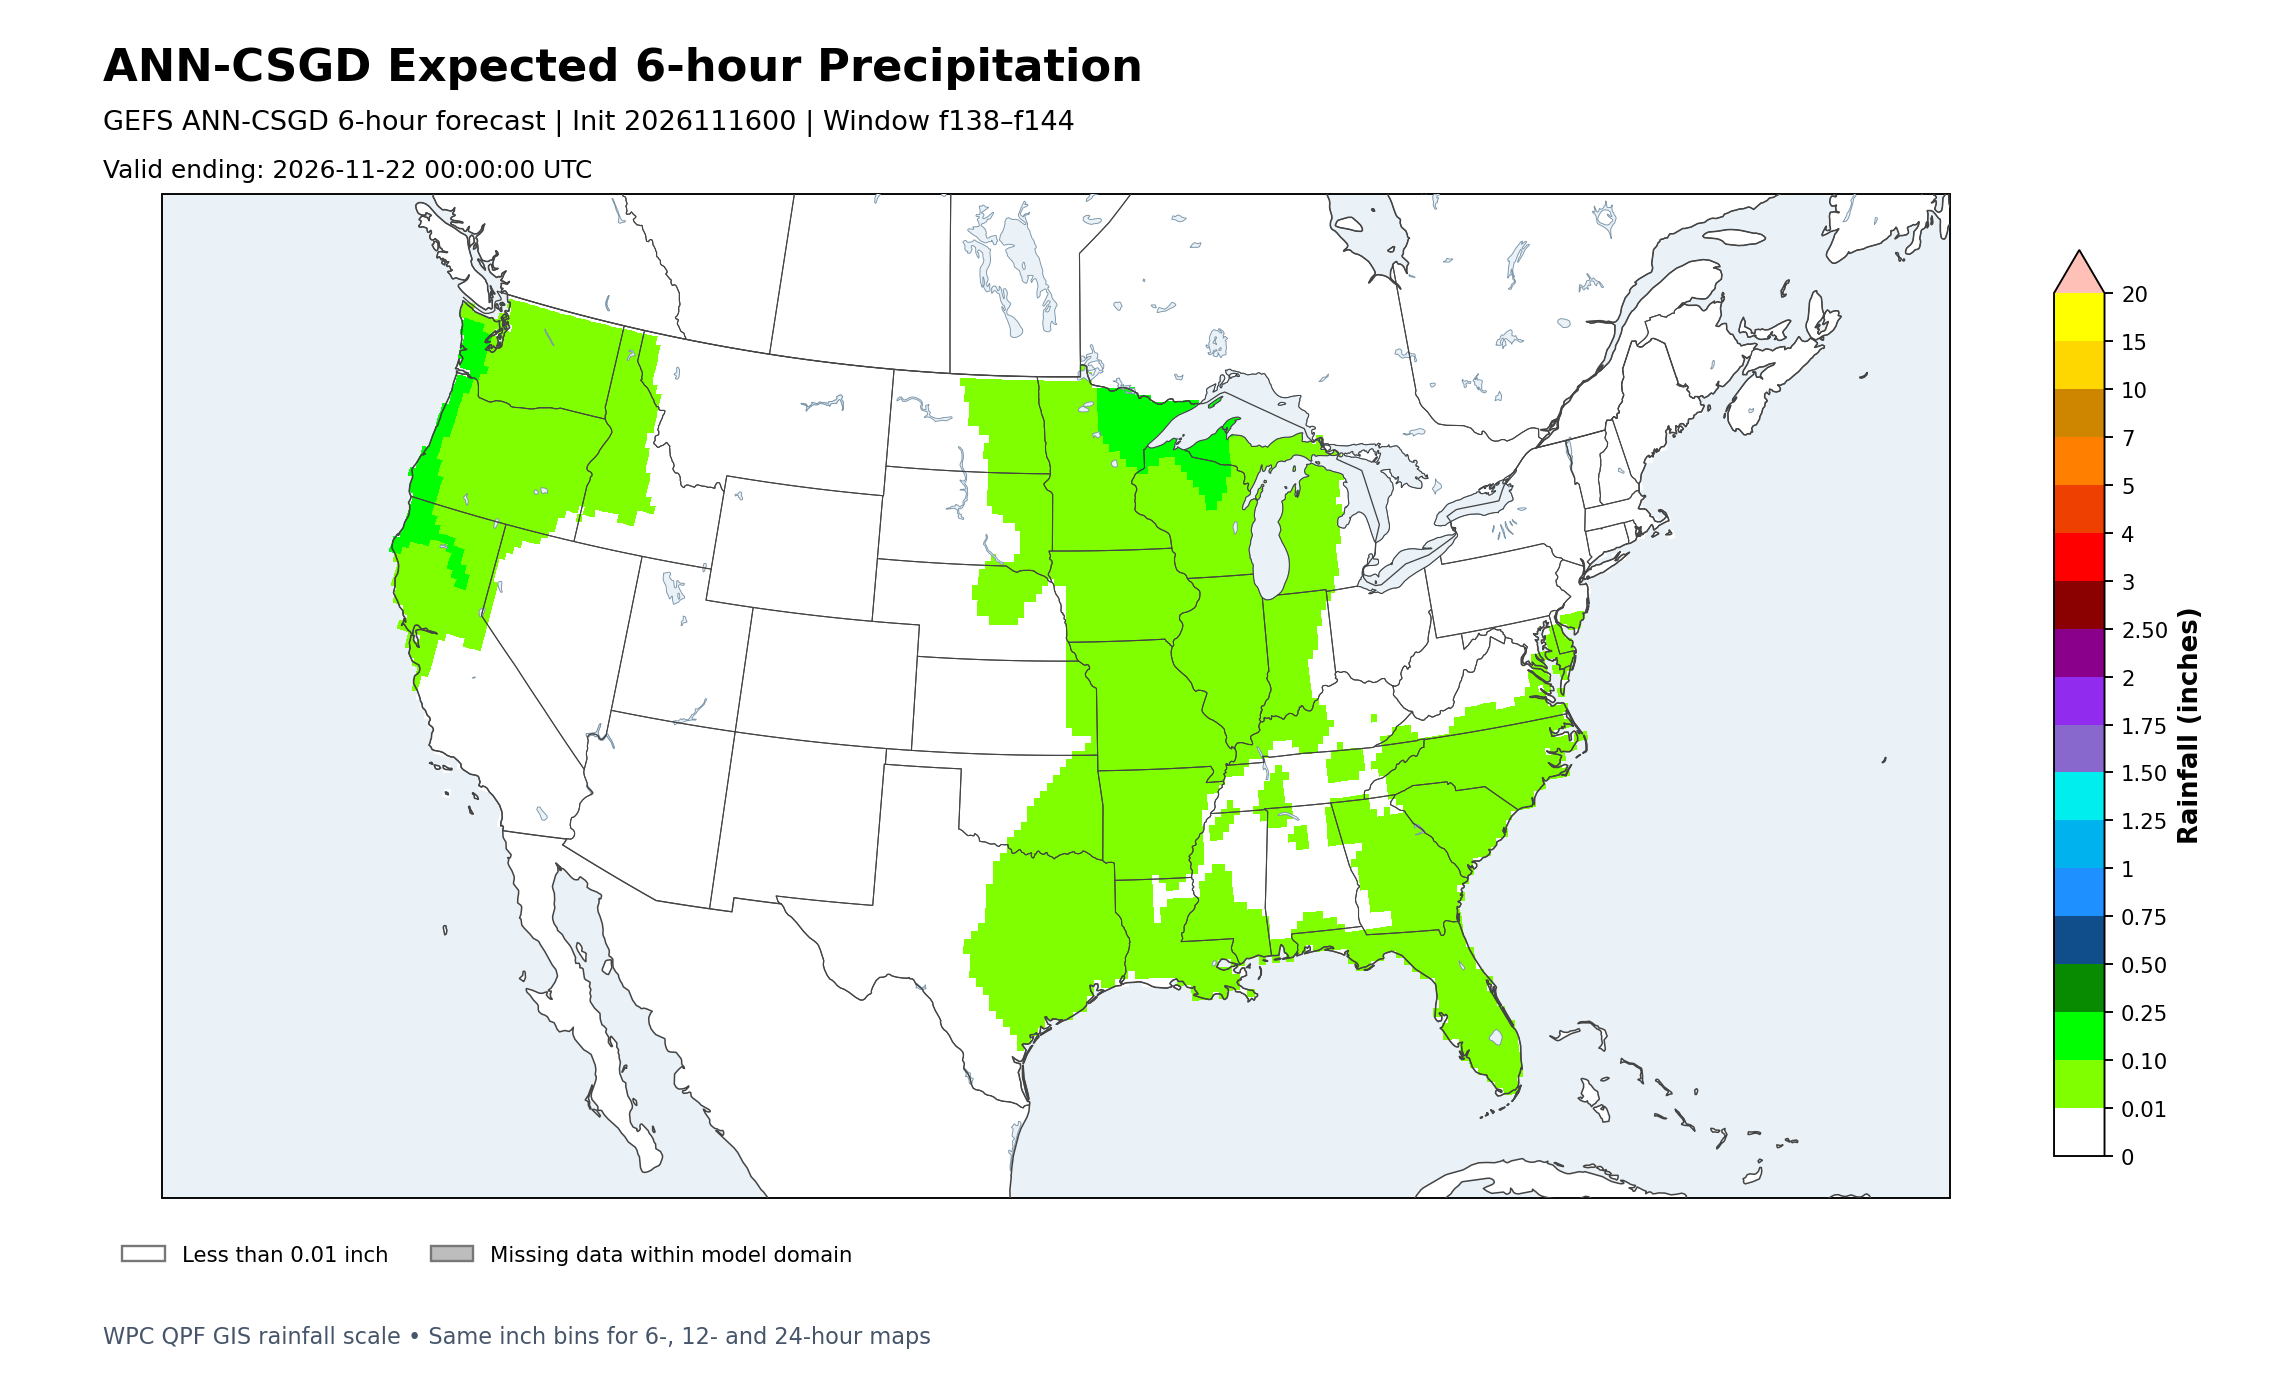 ANN-CSGD Expected 6-hour Precipitation
GEFS ANN-CSGD 6-hour forecast | Init 2026111600 | Window f138–f144
Valid ending: 2026-11-22 00:00:00 UTC
20
15
10
7
5
4
3
2.50
2
1.75
1.50
1.25
1
0.75
0.50
0.25
0.10
0.01
0
Rainfall (inches)
Less than 0.01 inch
Missing data within model domain
WPC QPF GIS rainfall scale • Same inch bins for 6-, 12- and 24-hour maps